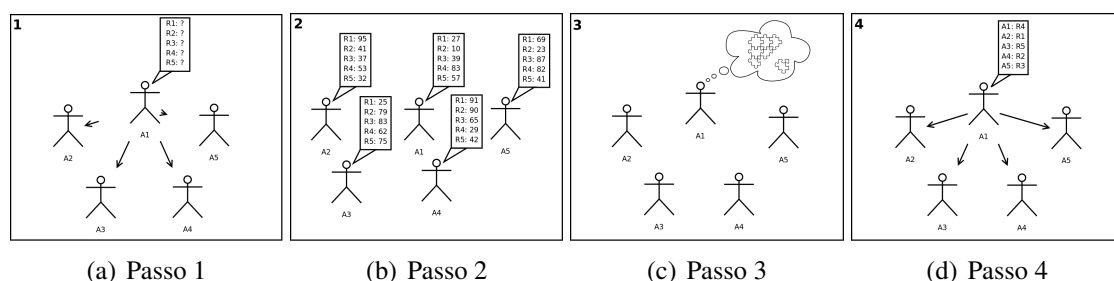 1
R1: ?
R2: ?
R3: ?
R4: ?
R5: ?
A1
A2
A5
A3
A4
2
R1: 95
R2: 41
R3: 37
R4: 53
R5: 32
R1: 27
R2: 10
R3: 39
R4: 83
R5: 57
R1: 69
R2: 23
R3: 87
R4: 82
R5: 41
R1: 25
R2: 79
R3: 83
R4: 62
R5: 75
R1: 91
R2: 90
R3: 65
R4: 29
R5: 42
A2
A1
A5
A3
A4
3
A1
A2
A5
A3
A4
4
A1: R4
A2: R1
A3: R5
A4: R2
A5: R3
A1
A2
A5
A3
A4
(a) Passo 1
(b) Passo 2
(c) Passo 3
(d) Passo 4